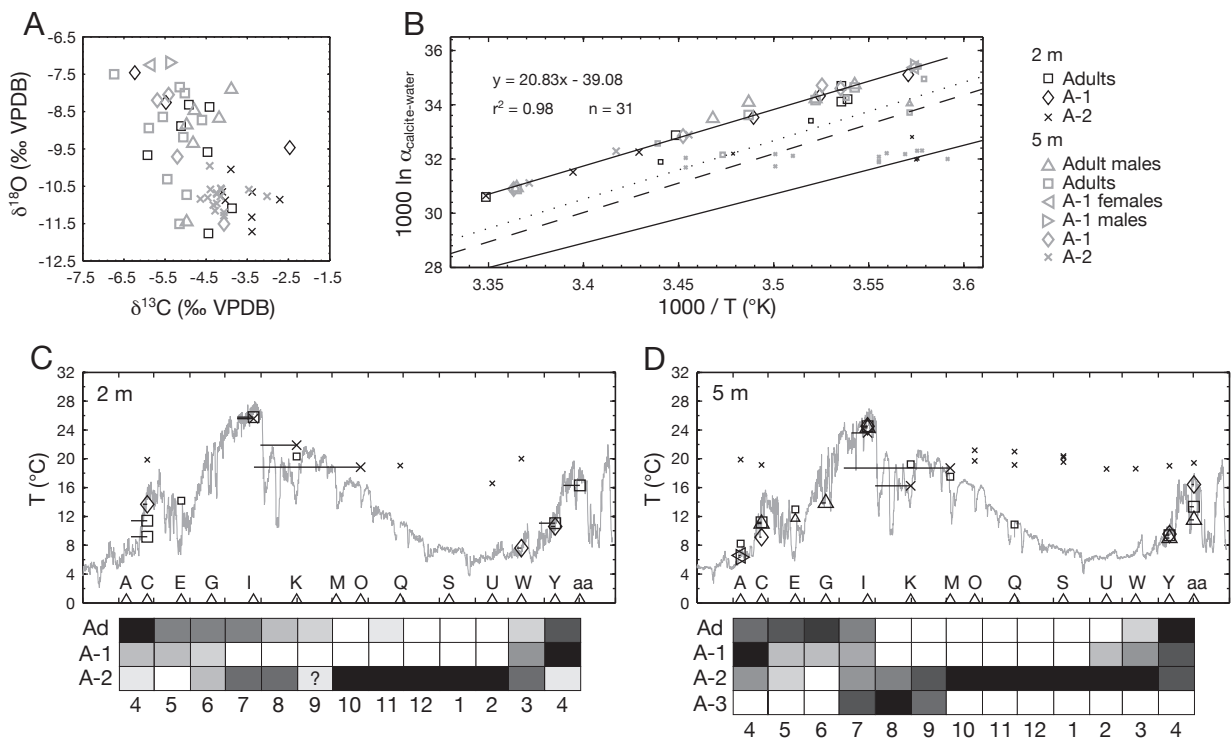 A
δ18O (‰ VPDB)
-6.5
-7.5
-8.5
-9.5
-10.5
-11.5
-12.5
-7.5 -6.5 -5.5 -4.5 -3.5 -2.5 -1.5
δ13C (‰ VPDB)
B
1000 ln αcalcite-water
36
34
32
30
28
y = 20.83x - 39.08
r2 = 0.98 n = 31
3.35 3.4 3.45 3.5 3.55 3.6
1000 / T (°K)
2 m
Adults
A-1
A-2
5 m
Adult males
Adults
A-1 females
A-1 males
A-1
A-2
C
2 m
T (°C)
32
28
24
20
16
12
8
4
0
A C E G I K M O Q S U W Y aa
Ad
A-1
A-2
?
4 5 6 7 8 9 10 11 12 1 2 3 4
D
5 m
T (°C)
32
28
24
20
16
12
8
4
0
A C E G I K M O Q S U W Y aa
Ad
A-1
A-2
A-3
4 5 6 7 8 9 10 11 12 1 2 3 4